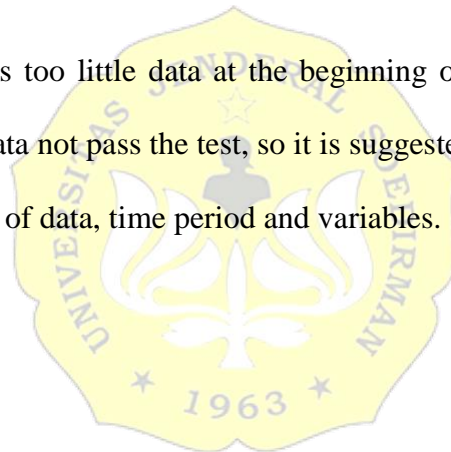 s too little data at the beginning o
ata not pass the test, so it is suggeste
of data, time period and variables.
UNIVERSITAS JENDERAL SOEDIRMAN
★ 1963 ★